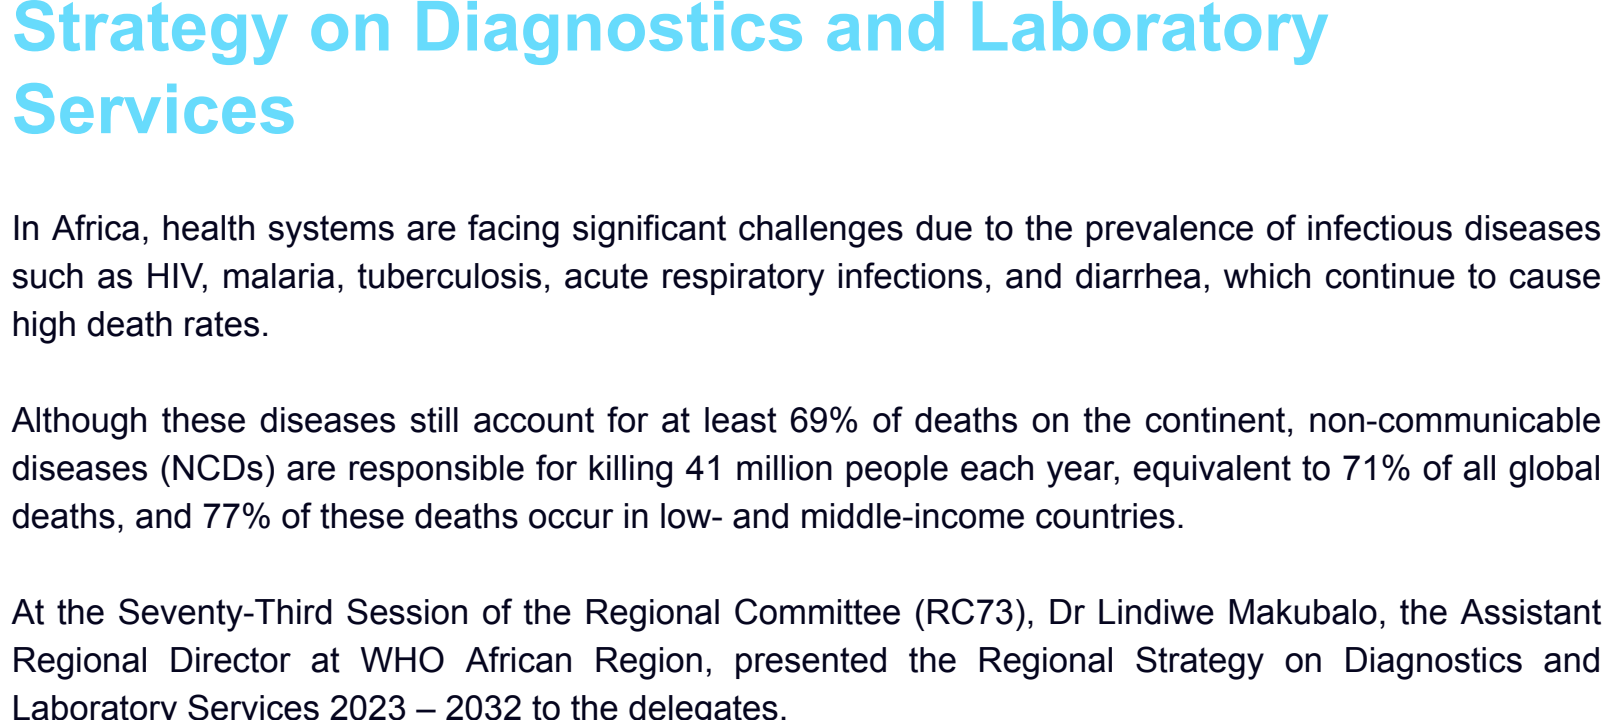 Strategy on Diagnostics and Laboratory
Services
In Africa, health systems are facing significant challenges due to the prevalence of infectious diseases
such as HIV, malaria, tuberculosis, acute respiratory infections, and diarrhea, which continue to cause
high death rates.
Although these diseases still account for at least 69% of deaths on the continent, non-communicable
diseases (NCDs) are responsible for killing 41 million people each year, equivalent to 71% of all global
deaths, and 77% of these deaths occur in low- and middle-income countries.
At the Seventy-Third Session of the Regional Committee (RC73), Dr Lindiwe Makubalo, the Assistant
Regional Director at WHO African Region, presented the Regional Strategy on Diagnostics and
Laboratory Services 2023 – 2032 to the delegates.